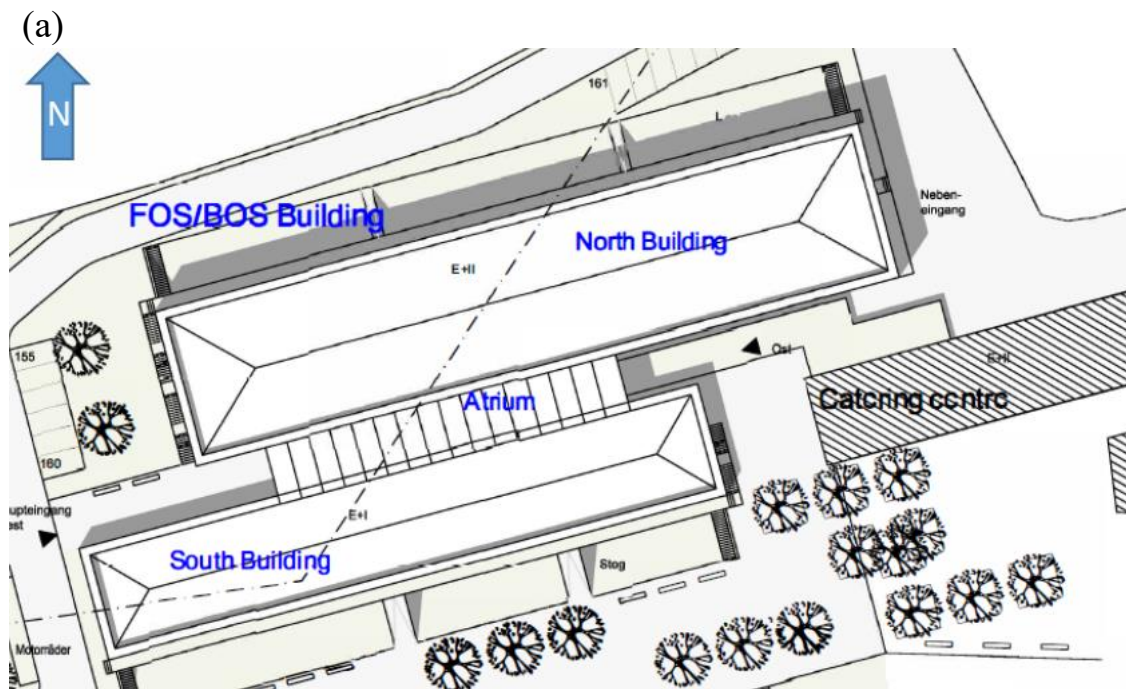 (a)
N
161
FOS/BOS Building
Neben-
eingang
North Building
E+II
155
Ost
E+II
Atrium
Catering centre
160
upteingang
est
E+I
South Building
Stog
Motorräder